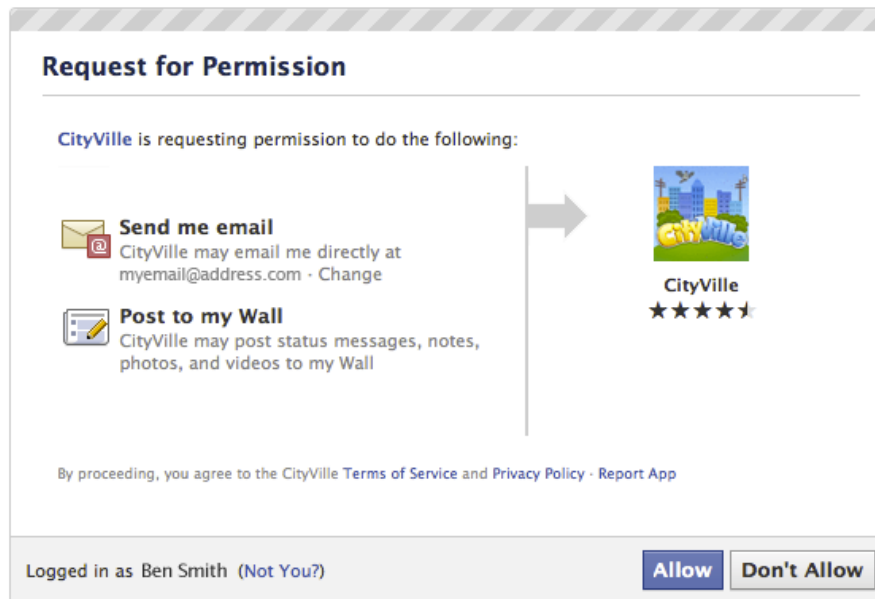 Request for Permission
CityVille is requesting permission to do the following:
Send me email
CityVille may email me directly at
myemail@address.com · Change
Post to my Wall
CityVille may post status messages, notes,
photos, and videos to my Wall
CityVille
CityVille
By proceeding, you agree to the CityVille Terms of Service and Privacy Policy · Report App
Logged in as Ben Smith (Not You?)
Allow
Don't Allow